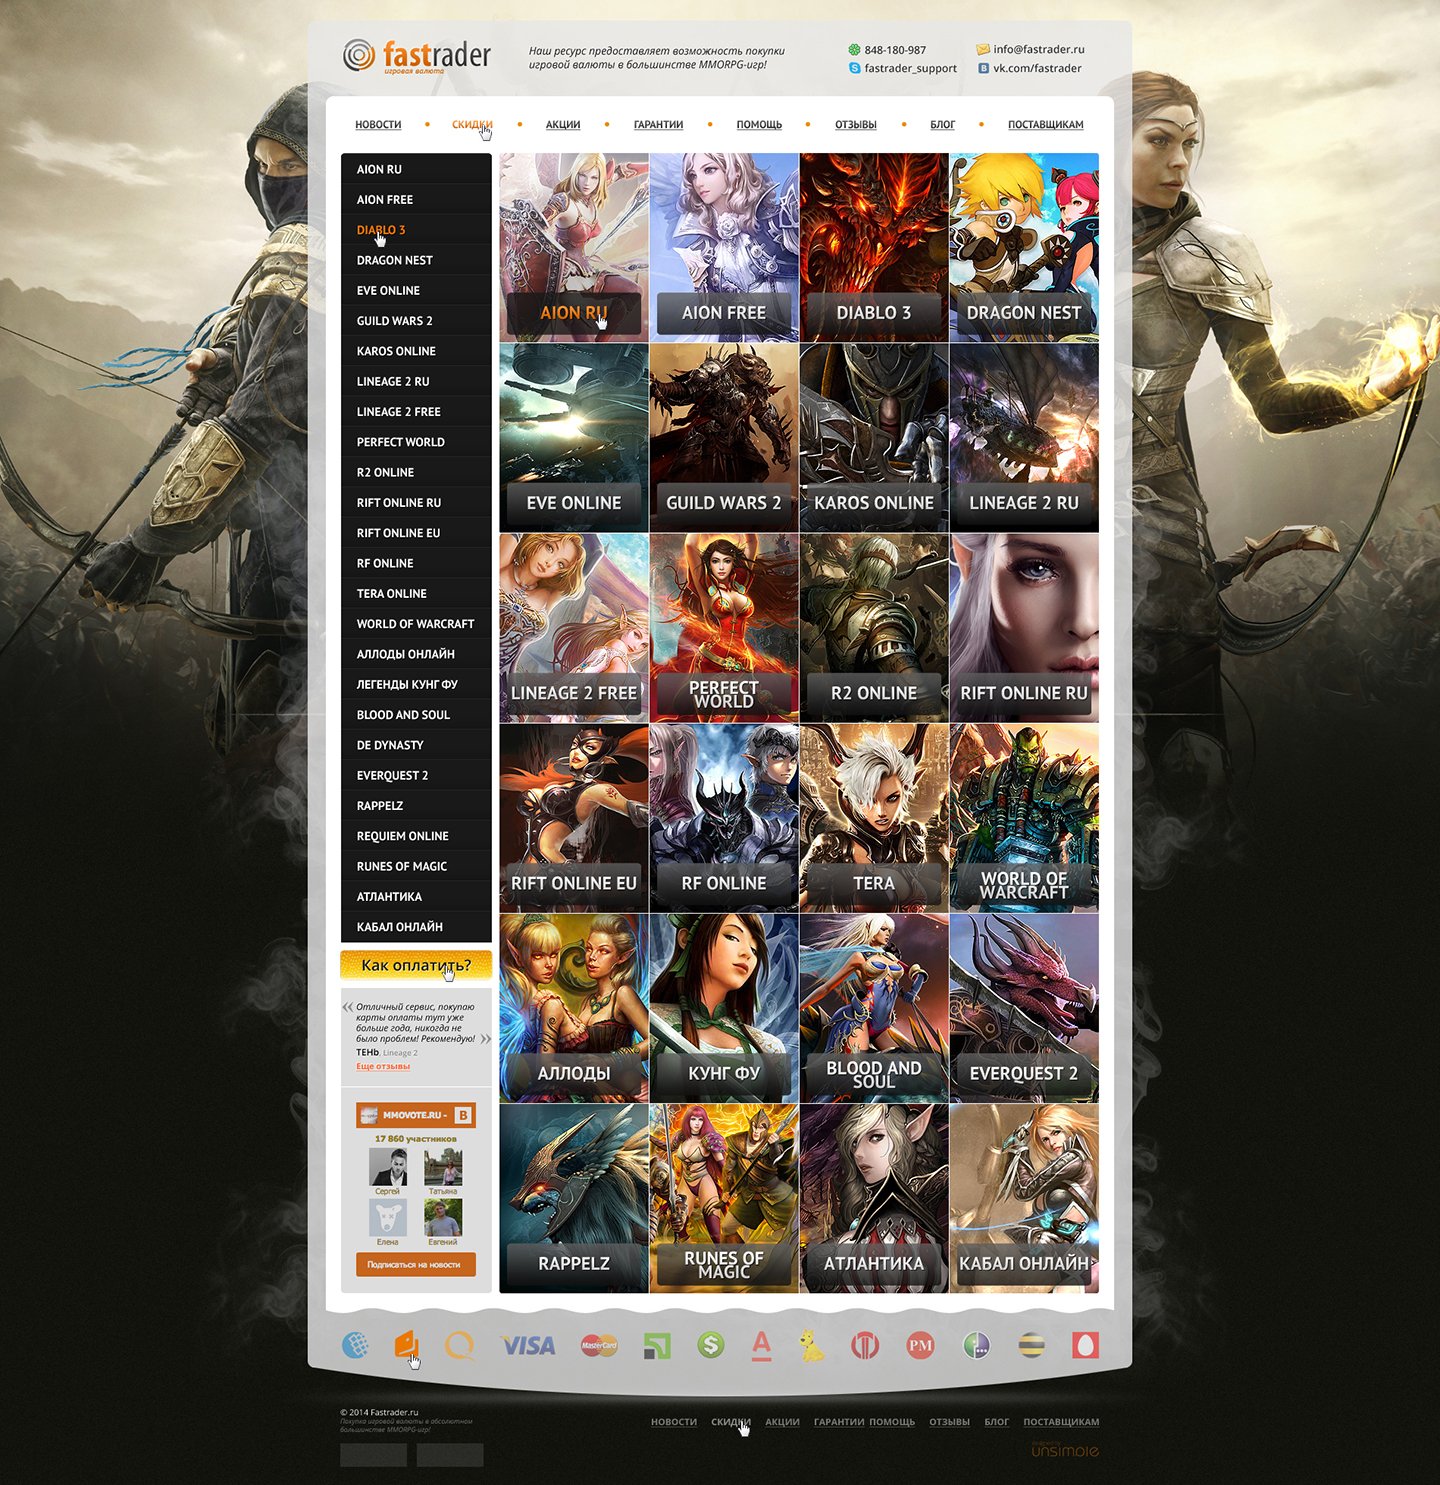 fastrader
игровая валюта
Наш ресурс предоставляет возможность покупки
игровой валюты в большинстве MMORPG-игр!
848-180-987
info@fastrader.ru
fastrader_support
vk.com/fastrader
НОВОСТИ
СКИДКИ
АКЦИИ
ГАРАНТИИ
ПОМОЩЬ
ОТЗЫВЫ
БЛОГ
ПОСТАВЩИКАМ
AION RU
AION FREE
DIABLO 3
DRAGON NEST
EVE ONLINE
GUILD WARS 2
KAROS ONLINE
LINEAGE 2 RU
LINEAGE 2 FREE
PERFECT WORLD
R2 ONLINE
RIFT ONLINE RU
RIFT ONLINE EU
RF ONLINE
TERA ONLINE
WORLD OF WARCRAFT
АЛЛОДЫ ОНЛАЙН
ЛЕГЕНДЫ КУНГ ФУ
BLOOD AND SOUL
DE DYNASTY
EVERQUEST 2
RAPPELZ
REQUIEM ONLINE
RUNES OF MAGIC
АТЛАНТИКА
КАБАЛ ОНЛАЙН
Как оплатить?
« Отличный сервис, покупаю
карты оплаты тут уже
больше года, никогда не
было проблем! Рекомендую! »
ТЕНb, Lineage 2
Еще отзывы
MMOVOTE.RU -
B
17 860 участников
Сергей
Татьяна
Елена
Евгений
Подписаться на новости
AION RU
AION FREE
DIABLO 3
DRAGON NEST
EVE ONLINE
GUILD WARS 2
KAROS ONLINE
LINEAGE 2 RU
LINEAGE 2 FREE
PERFECT
WORLD
R2 ONLINE
RIFT ONLINE RU
RIFT ONLINE EU
RF ONLINE
TERA
WORLD OF
WARCRAFT
АЛЛОДЫ
КУНГ ФУ
BLOOD AND
SOUL
EVERQUEST 2
RAPPELZ
RUNES OF
MAGIC
АТЛАНТИКА
КАБАЛ ОНЛАЙН
VISA
MasterCard
$
A
PM
© 2014 Fastrader.ru
Покупка игровой валюты в абсолютном
большинстве MMORPG-игр!
НОВОСТИ
СКИДКИ
АКЦИИ
ГАРАНТИИ
ПОМОЩЬ
ОТЗЫВЫ
БЛОГ
ПОСТАВЩИКАМ
unsimple